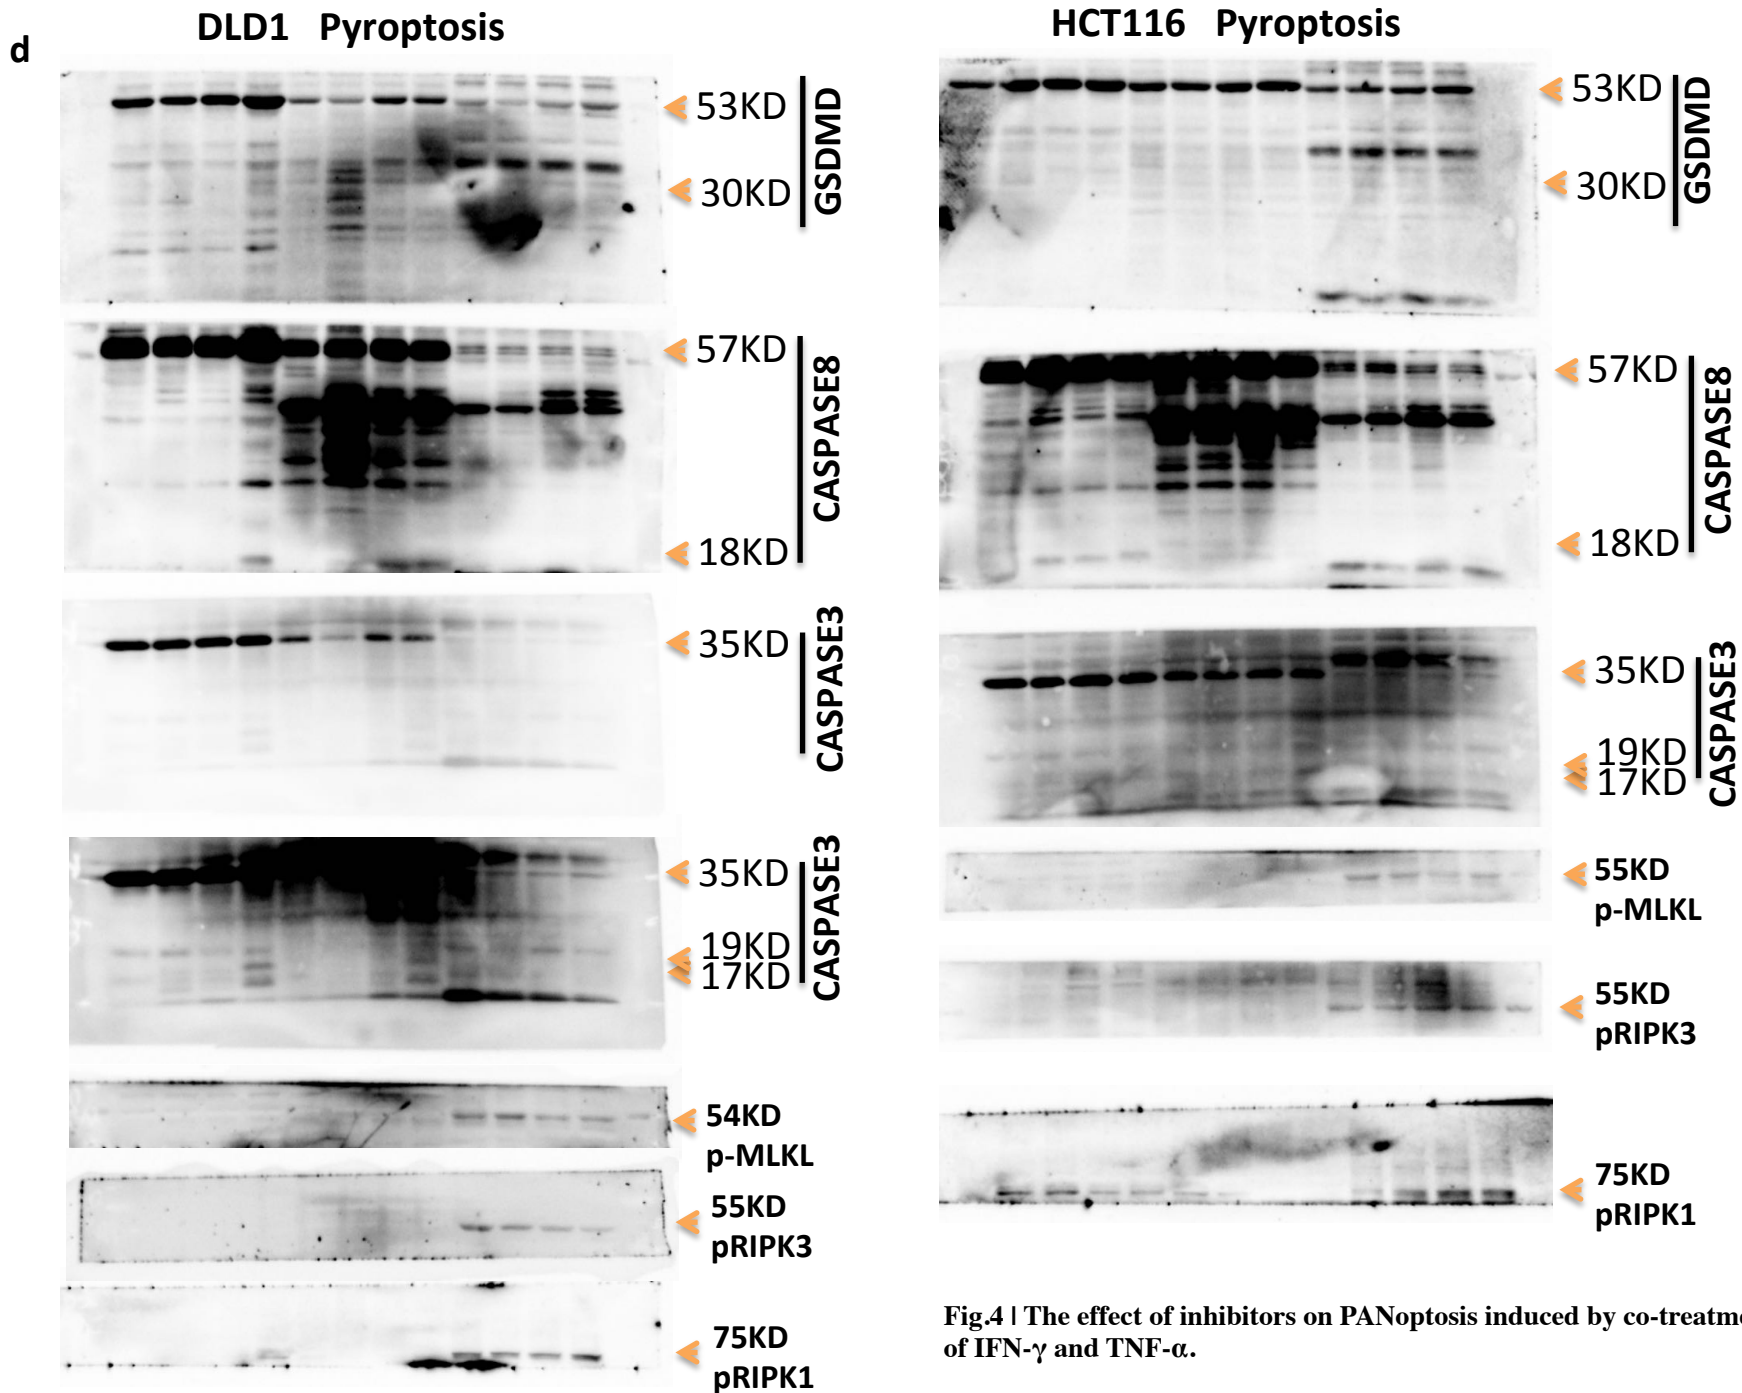 d
DLD1 Pyroptosis
53KD
30KD
GSDMD
57KD
18KD
CASPASE8
35KD
CASPASE3
35KD
19KD
17KD
CASPASE3
54KD
p-MLKL
55KD
pRIPK3
75KD
pRIPK1
HCT116 Pyroptosis
53KD
30KD
GSDMD
57KD
18KD
CASPASE8
35KD
19KD
17KD
CASPASE3
55KD
p-MLKL
55KD
pRIPK3
75KD
pRIPK1
Fig.4 | The effect of inhibitors on PANoptosis induced by co-treatme
of IFN-γ and TNF-α.